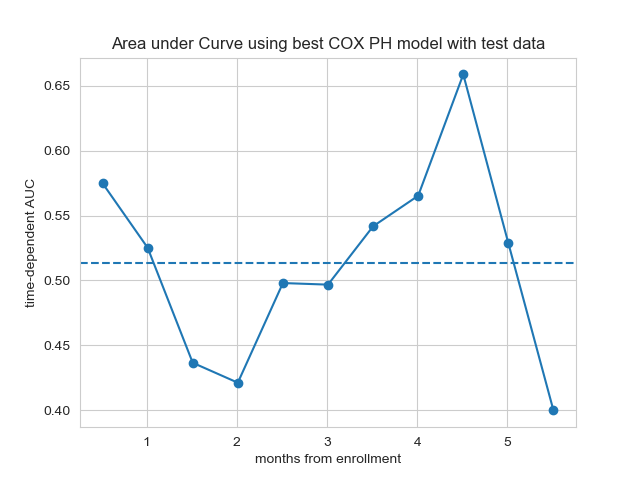 Area under Curve using best COX PH model with test data
time-dependent AUC
0.65
0.60
0.55
0.50
0.45
0.40
1 2 3 4 5
months from enrollment